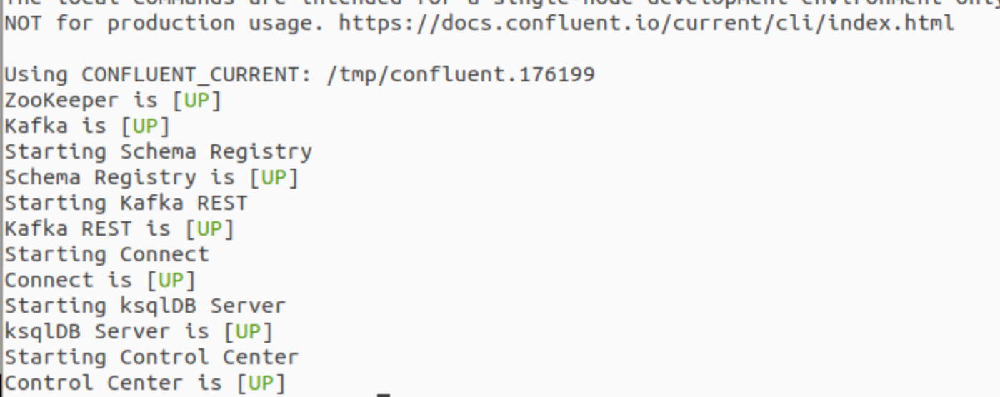 The local commands are intended for a single-node development environment only
NOT for production usage. https://docs.confluent.io/current/cli/index.html
Using CONFLUENT_CURRENT: /tmp/confluent.176199
ZooKeeper is [UP]
Kafka is [UP]
Starting Schema Registry
Schema Registry is [UP]
Starting Kafka REST
Kafka REST is [UP]
Starting Connect
Connect is [UP]
Starting ksqlDB Server
ksqlDB Server is [UP]
Starting Control Center
Control Center is [UP]